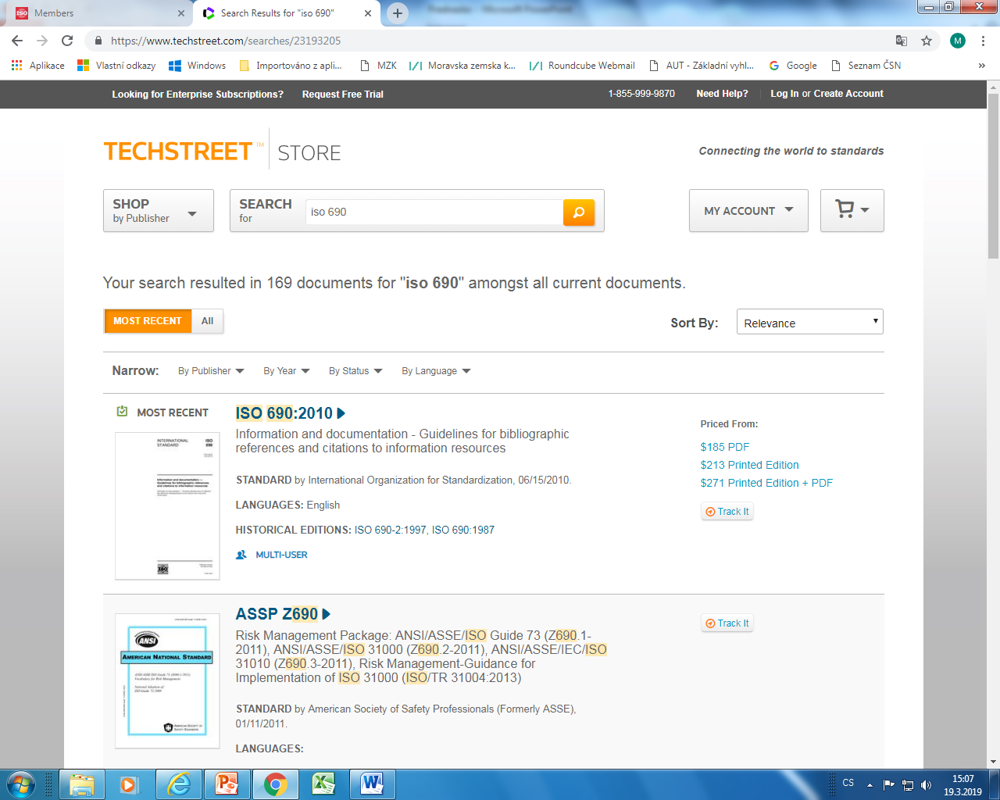 Members
Search Results for "iso 690"
https://www.techstreet.com/searches/23193205
M
Aplikace
Vlastní odkazy
Windows
Importováno z apli...
MZK
Moravska zemska k...
Roundcube Webmail
AUT - Základní vyhl...
Google
Seznam ČSN
»
Looking for Enterprise Subscriptions?
Request Free Trial
1-855-999-9870
Need Help?
Log In or Create Account
TECHSTREET™ STORE
Connecting the world to standards
SHOP
by Publisher
SEARCH
for
iso 690
MY ACCOUNT
Your search resulted in 169 documents for "iso 690" amongst all current documents.
MOST RECENT
All
Sort By:
Relevance
Narrow:
By Publisher
By Year
By Status
By Language
MOST RECENT
INTERNATIONAL
STANDARD
ISO
690
ISO 690:2010
Information and documentation - Guidelines for bibliographic
references and citations to information resources
STANDARD by International Organization for Standardization, 06/15/2010.
LANGUAGES: English
HISTORICAL EDITIONS: ISO 690-2:1997, ISO 690:1987
MULTI-USER
Priced From:
$185 PDF
$213 Printed Edition
$271 Printed Edition + PDF
Track It
ANSI
AMERICAN NATIONAL STANDARD
ASSP Z690
Risk Management Package: ANSI/ASSE/ISO Guide 73 (Z690.1-
2011), ANSI/ASSE/ISO 31000 (Z690.2-2011), ANSI/ASSE/IEC/ISO
31010 (Z690.3-2011), Risk Management-Guidance for
Implementation of ISO 31000 (ISO/TR 31004:2013)
STANDARD by American Society of Safety Professionals (Formerly ASSE),
01/11/2011.
LANGUAGES:
Track It
CS
15:07
19.3.2019